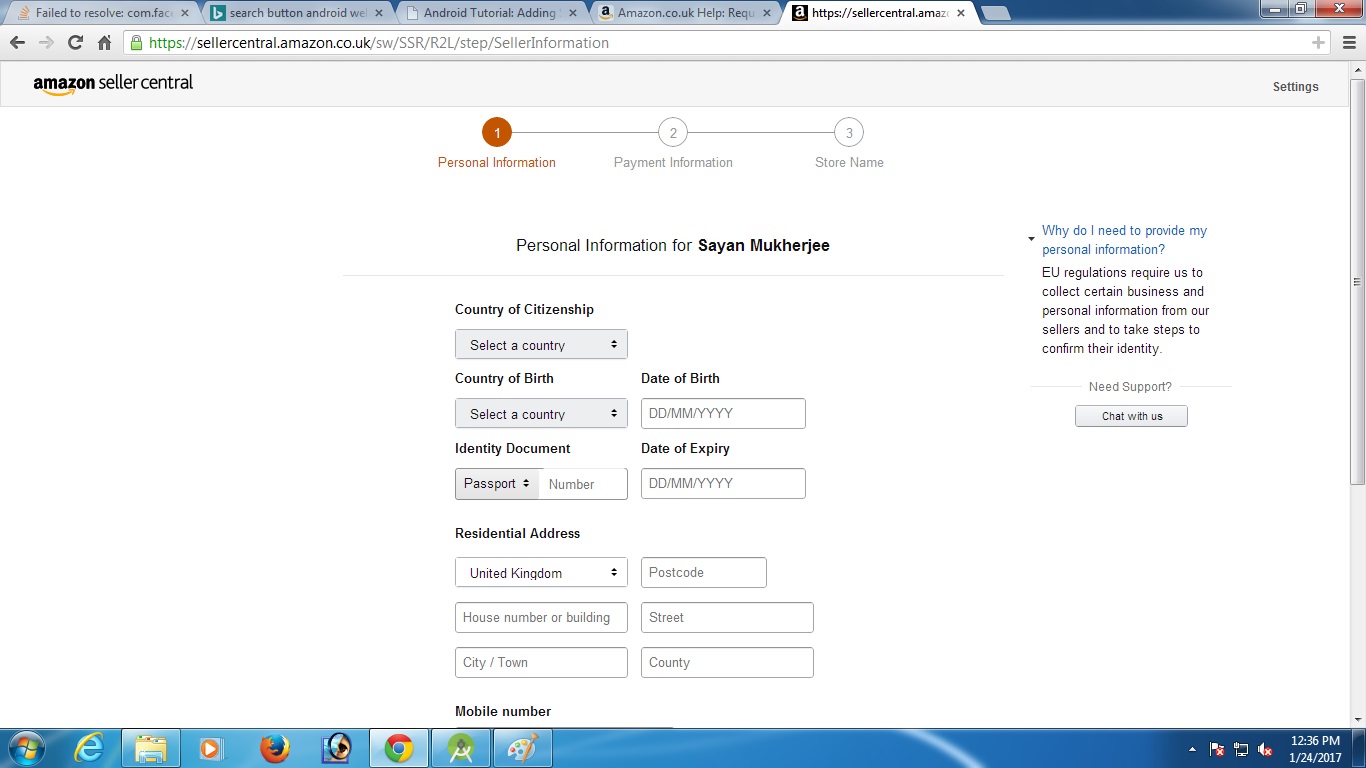 Failed to resolve: com.fac
search button android we
Android Tutorial: Adding
Amazon.co.uk Help: Requ
https://sellercentral.amaz
https://sellercentral.amazon.co.uk/sw/SSR/R2L/step/SellerInformation
amazon seller central
Settings
1 2 3
Personal Information Payment Information Store Name
Personal Information for Sayan Mukherjee
Why do I need to provide my
personal information?
EU regulations require us to
collect certain business and
personal information from our
sellers and to take steps to
confirm their identity.
Need Support?
Chat with us
Country of Citizenship
Select a country
Country of Birth Date of Birth
Select a country DD/MM/YYYY
Identity Document Date of Expiry
Passport Number DD/MM/YYYY
Residential Address
United Kingdom Postcode
House number or building Street
City / Town County
Mobile number
12:36 PM
1/24/2017